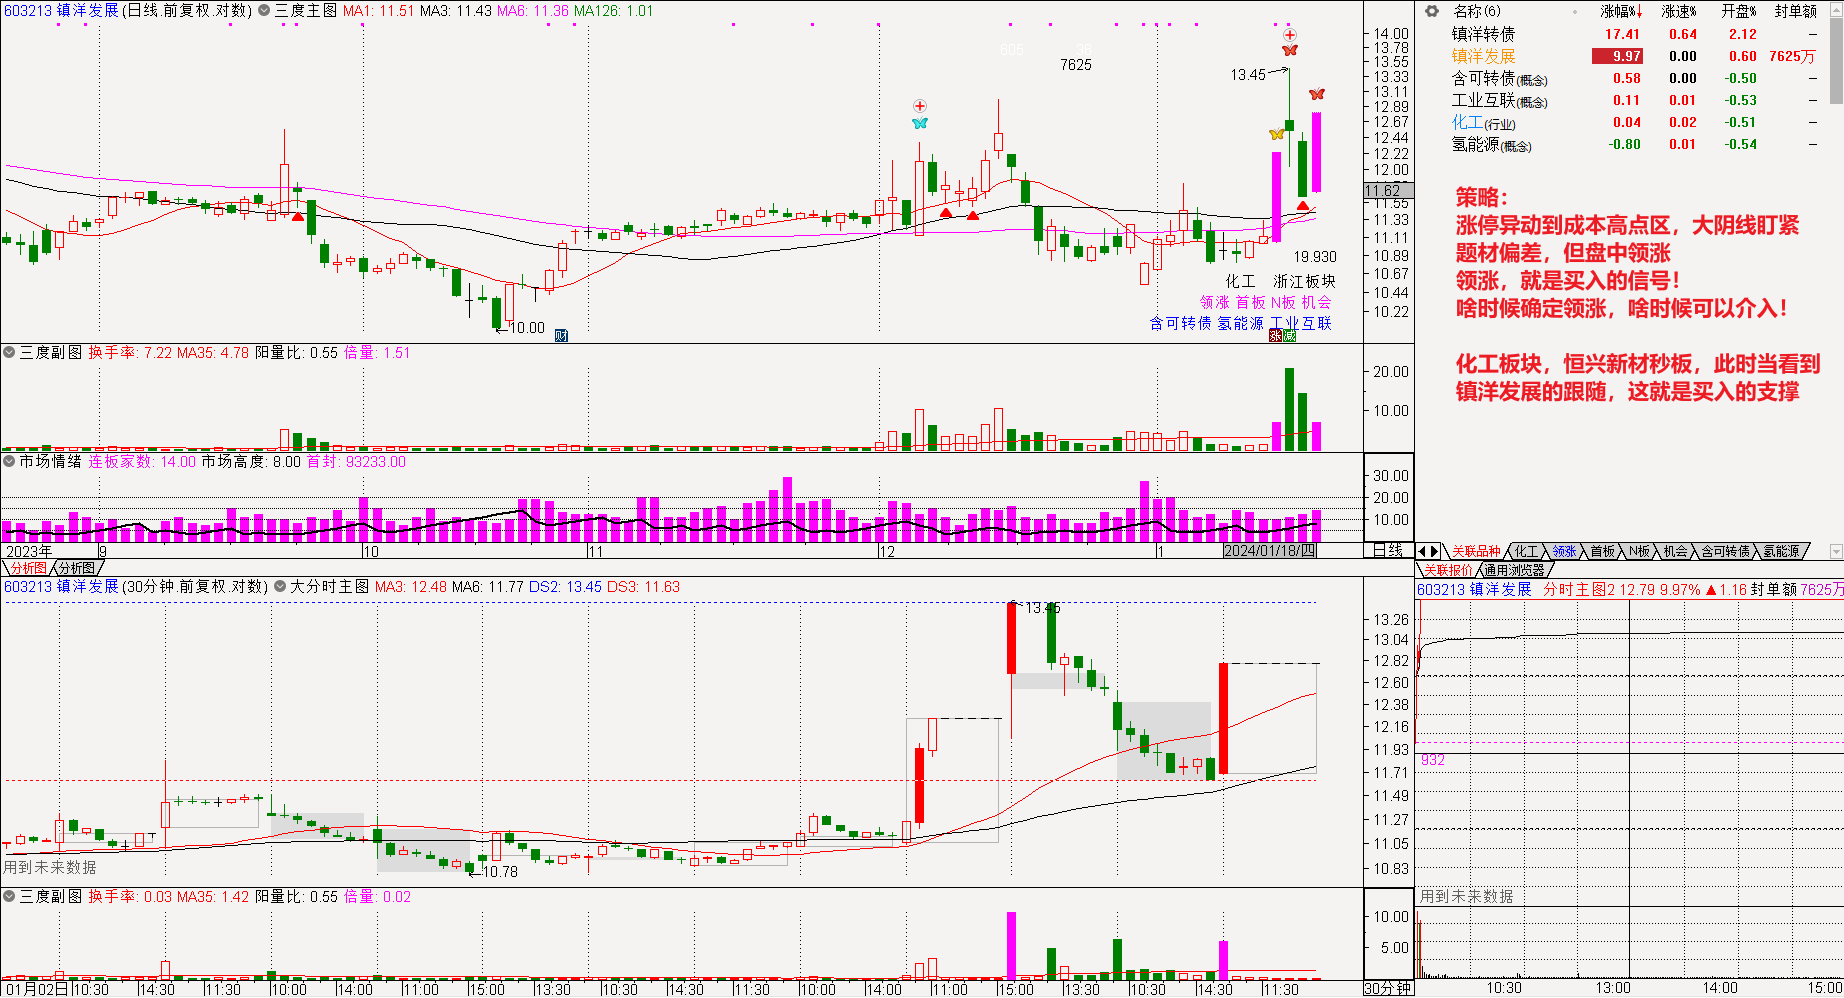 603213 镇洋发展(日线.前复权.对数) 三度主图 MA1: 11.51 MA3: 11.43 MA6: 11.36 MA126: 1.01
14.00
13.78
13.55
13.33
13.11
12.89
12.67
12.44
12.22
12.00
11.62
11.55
11.33
11.11
10.89
10.67
10.44
10.22
805 36
7625
13.45
19.930
化工 浙江板块
领涨 首板 N板 机会
含可转债 氢能源 工业互联
10.00
财
涨 减
三度副图 换手率: 7.22 MA35: 4.78 阳量比: 0.55 倍量: 1.51
20.00
10.00
市场情绪 连板家数: 14.00 市场高度: 8.00 首封: 93233.00
30.00
20.00
10.00
2023年 9 10 11 12 1 2024/01/18/四 日线
分析图 分析图
603213 镇洋发展(30分钟.前复权.对数) 大分时主图 MA3: 12.48 MA6: 11.77 DS2: 13.45 DS3: 11.63
13.45
13.26
13.04
12.82
12.60
12.38
12.16
11.93
11.71
11.49
11.27
11.05
10.83
10.78
用到未来数据
三度副图 换手率: 0.03 MA35: 1.42 阳量比: 0.55 倍量: 0.02
10.00
5.00
01月02日 10:30 14:30 11:30 10:00 14:00 11:00 15:00 13:30 10:30 14:30 11:30 10:00 14:00 11:00 15:00 13:30 10:30 14:30 11:30 30分钟
名称(6) 涨幅%↓ 涨速% 开盘% 封单额
镇洋转债 17.41 0.64 2.12 –
镇洋发展 9.97 0.00 0.60 7625万
含可转债(概念) 0.58 0.00 -0.50 –
工业互联(概念) 0.11 0.01 -0.53 –
化工(行业) 0.04 0.02 -0.51 –
氢能源(概念) -0.80 0.01 -0.54 –
策略：
涨停异动到成本高点区，大阴线盯紧
题材偏差，但盘中领涨
领涨，就是买入的信号！
啥时候确定领涨，啥时候可以介入！
化工板块，恒兴新材秒板，此时当看到
镇洋发展的跟随，这就是买入的支撑
关联品种 化工 领涨 首板 N板 机会 含可转债 氢能源
关联报价 通用浏览器
603213 镇洋发展 分时主图2 12.79 9.97% ▲1.16 封单额 7625万
932
用到未来数据
10:30 13:00 14:00 15:00